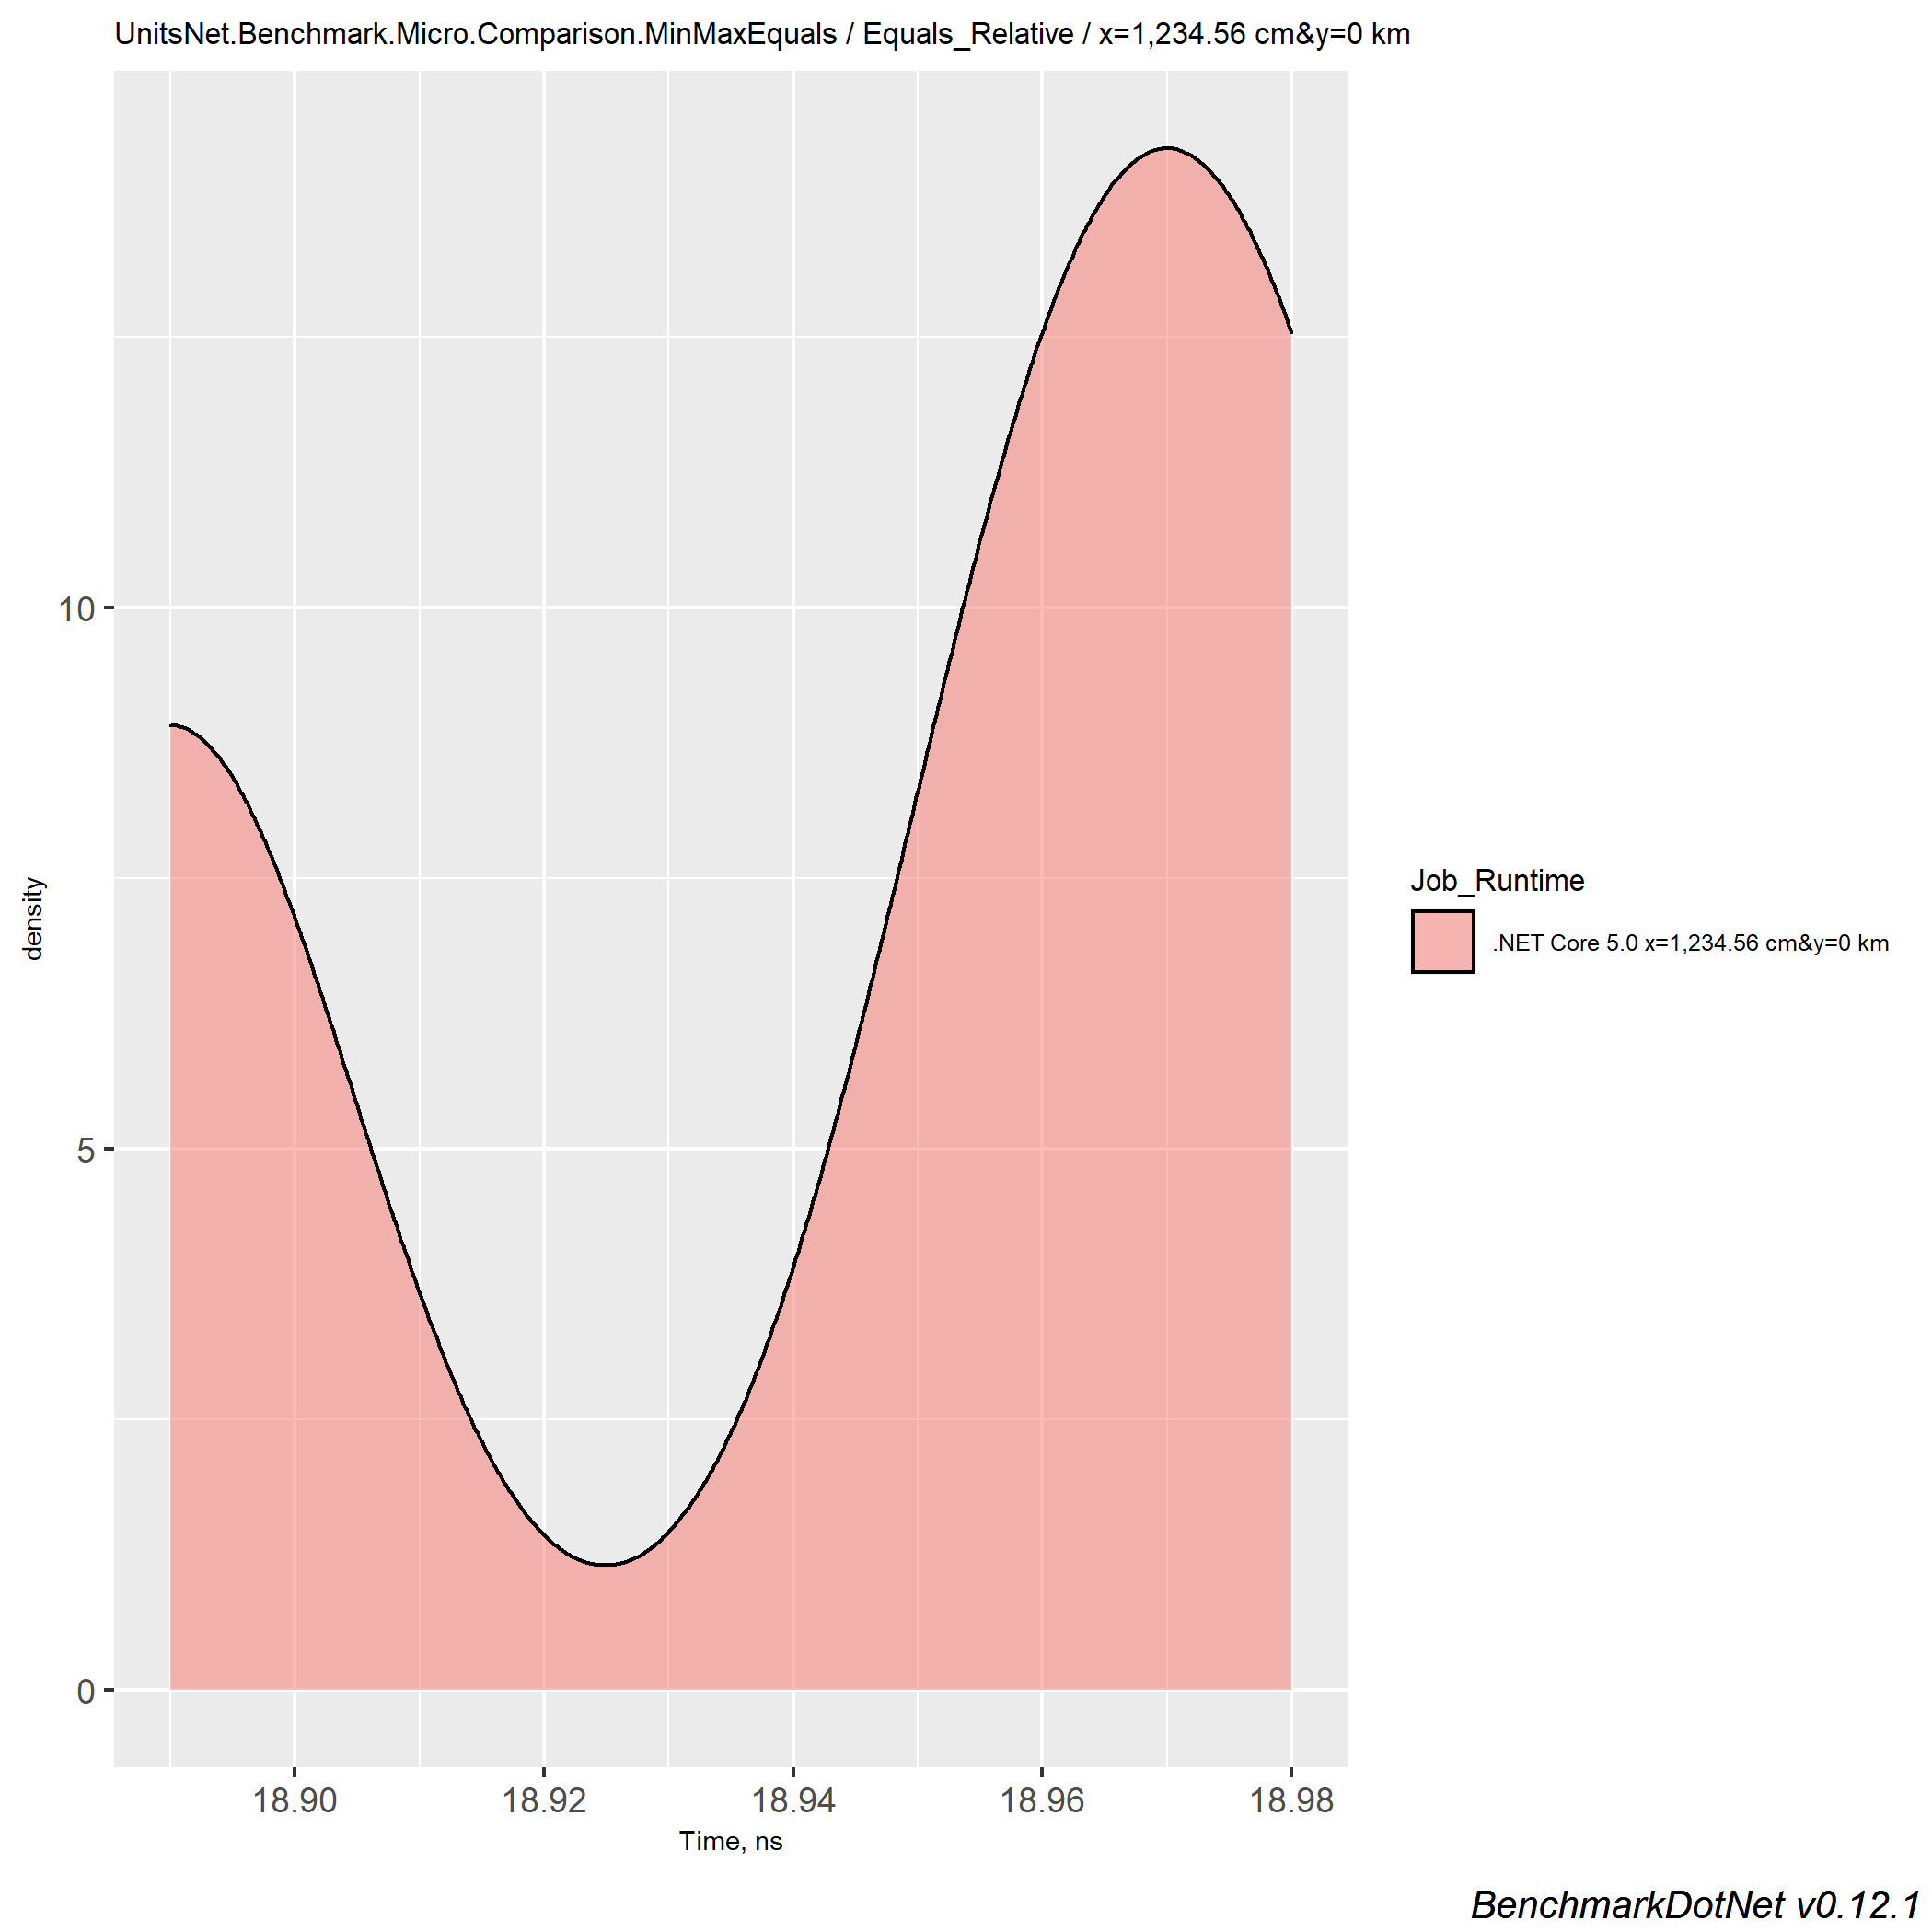 UnitsNet.Benchmark.Micro.Comparison.MinMaxEquals / Equals_Relative / x=1,234.56 cm&y=0 km
10
5
0
density
18.90 18.92 18.94 18.96 18.98
Time, ns
Job_Runtime
.NET Core 5.0 x=1,234.56 cm&y=0 km
BenchmarkDotNet v0.12.1